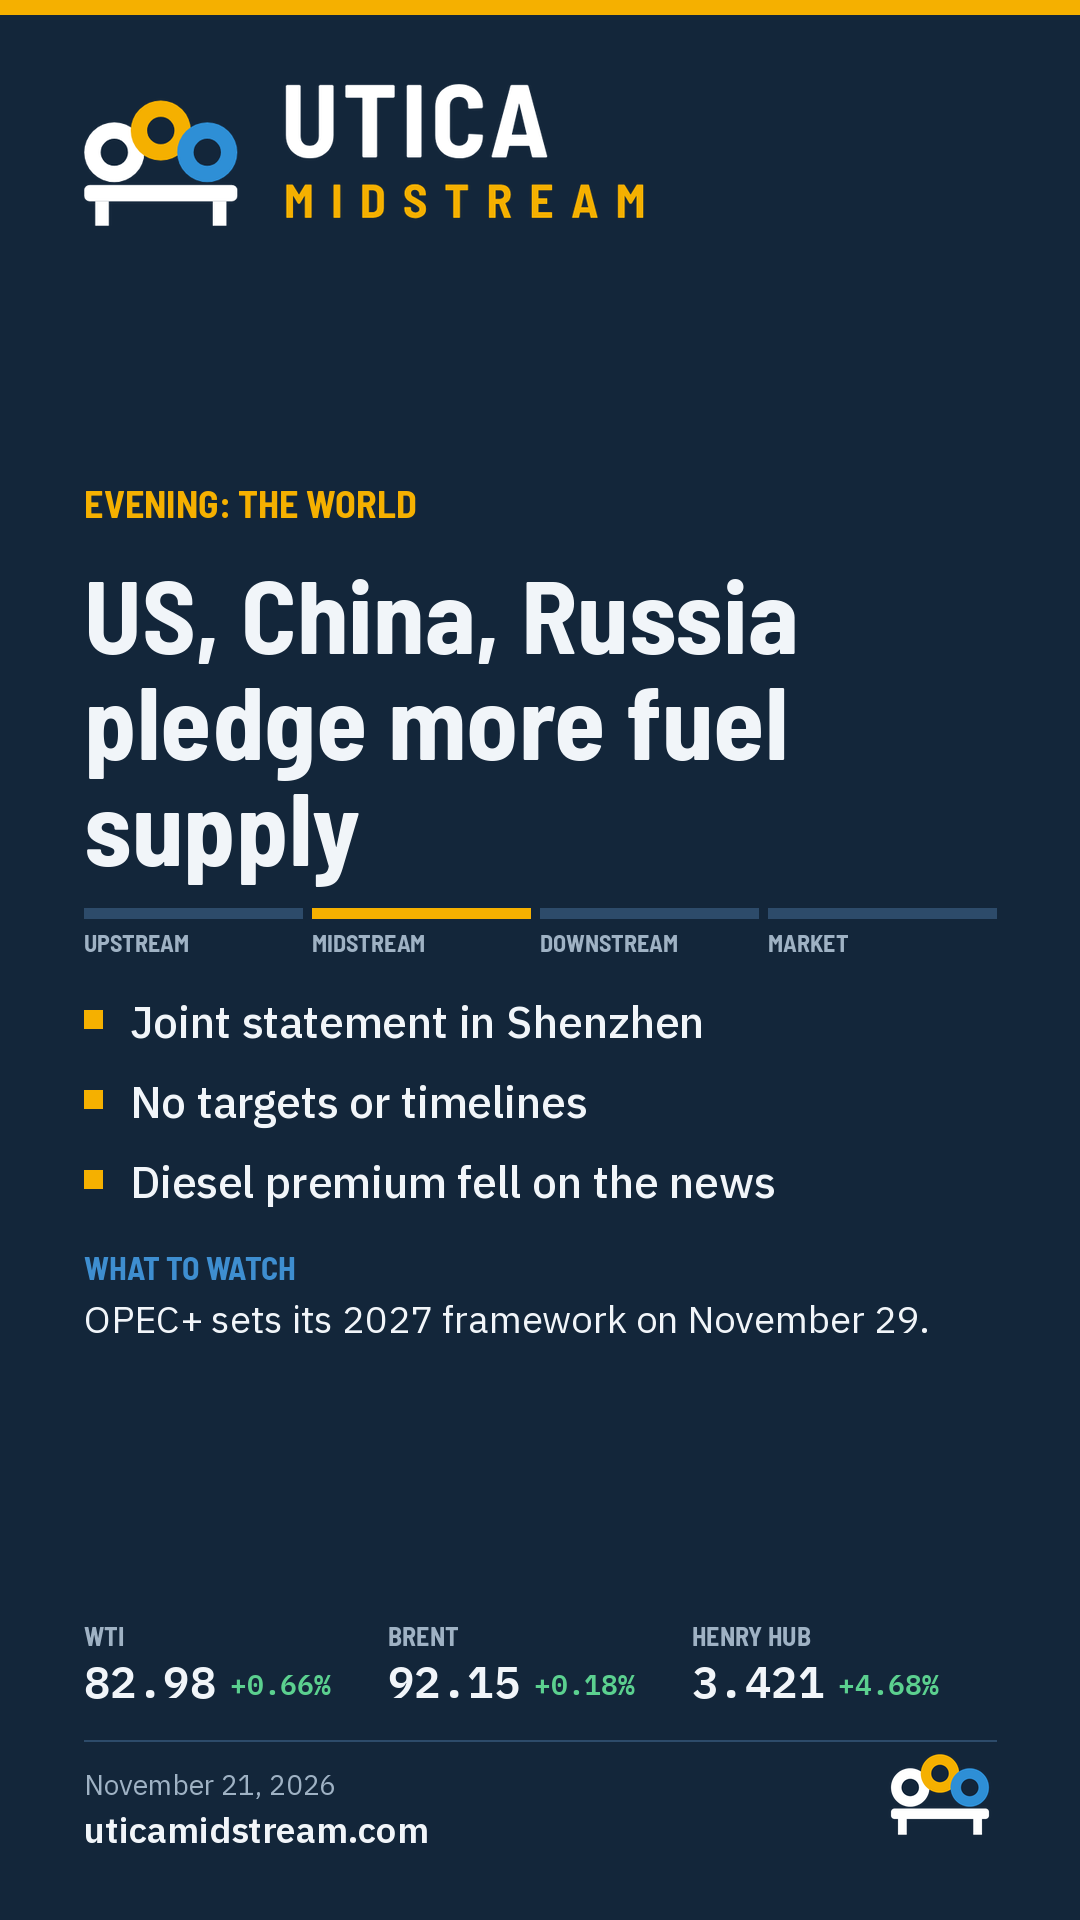 UTICA
MIDSTREAM
EVENING: THE WORLD
US, China, Russia
pledge more fuel
supply
UPSTREAM MIDSTREAM DOWNSTREAM MARKET
Joint statement in Shenzhen
No targets or timelines
Diesel premium fell on the news
WHAT TO WATCH
OPEC+ sets its 2027 framework on November 29.
WTI BRENT HENRY HUB
82.98 +0.66% 92.15 +0.18% 3.421 +4.68%
November 21, 2026
uticamidstream.com